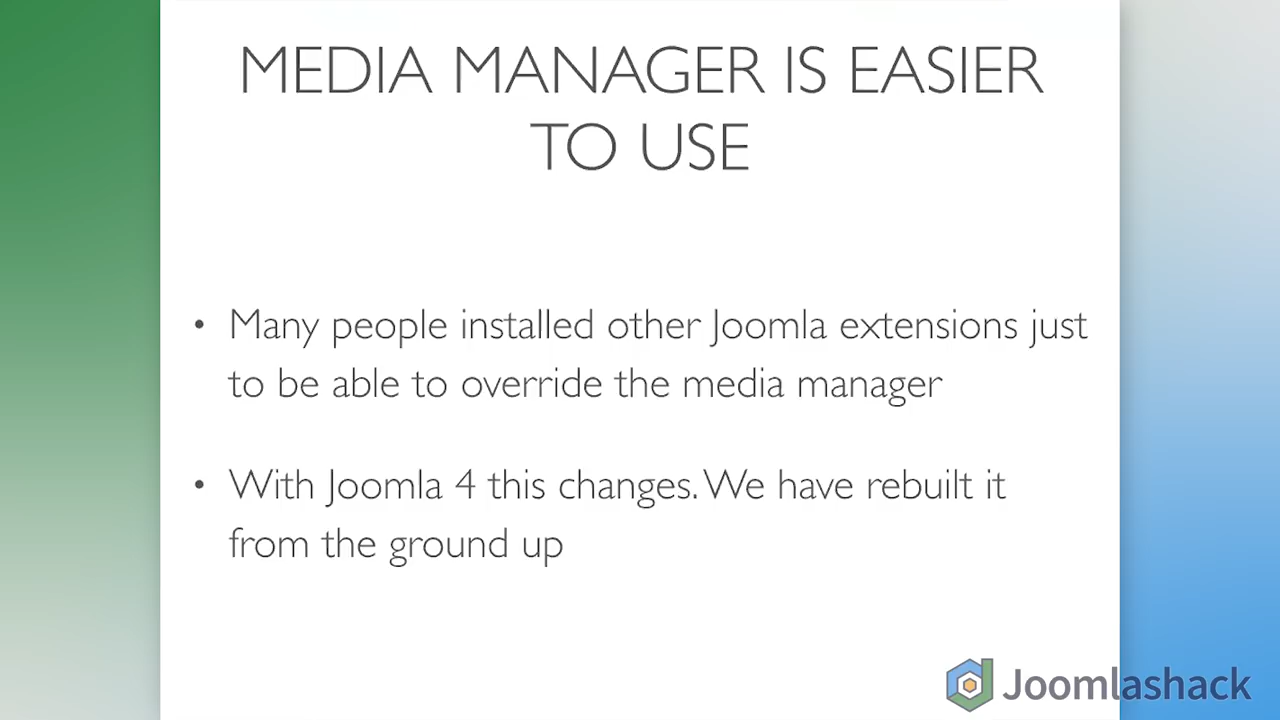 MEDIA MANAGER IS EASIER
TO USE
• Many people installed other Joomla extensions just
to be able to override the media manager
• With Joomla 4 this changes. We have rebuilt it
from the ground up
Joomlashack